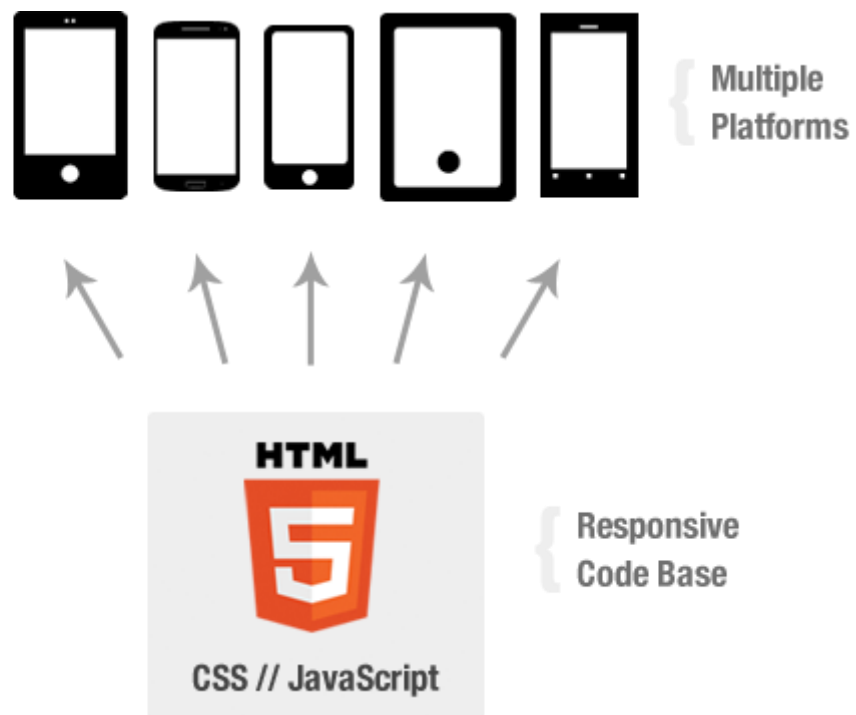 Multiple
Platforms
HTML
5
Responsive
Code Base
CSS // JavaScript